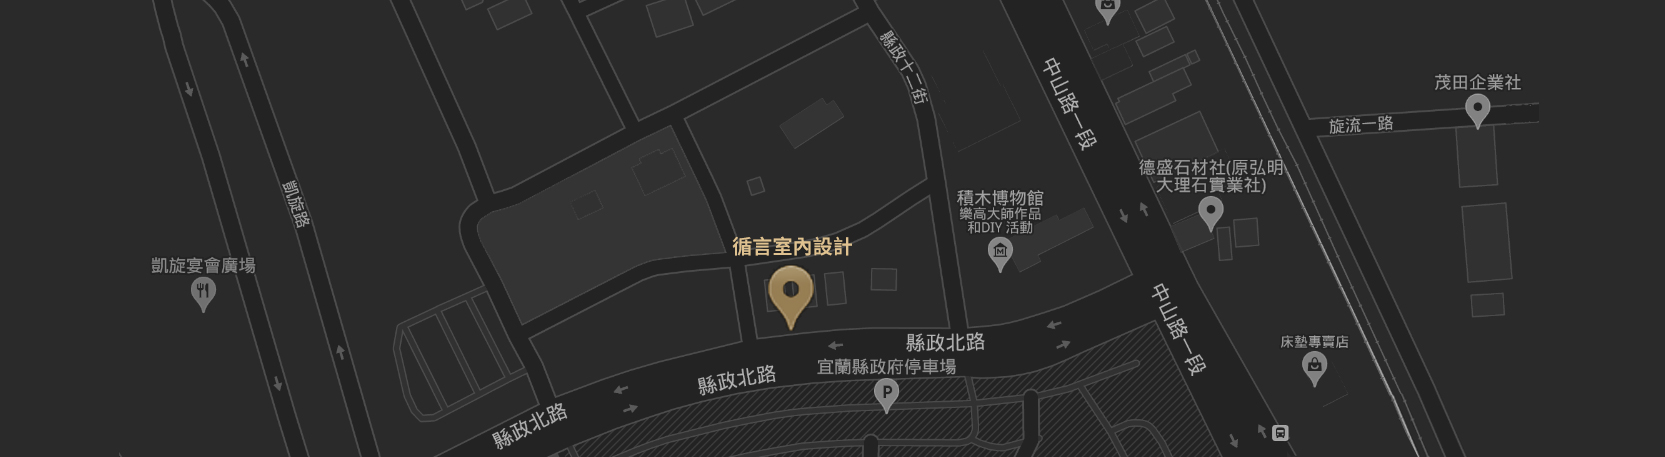 縣政十二街
中山路一段
茂田企業社
旋流一路
德盛石材社(原弘明
大理石實業社)
凱旋路
積木博物館
樂高大師作品
和DIY 活動
循言室內設計
凱旋宴會廣場
中山路一段
縣政北路
床墊專賣店
宜蘭縣政府停車場
縣政北路
P
縣政北路